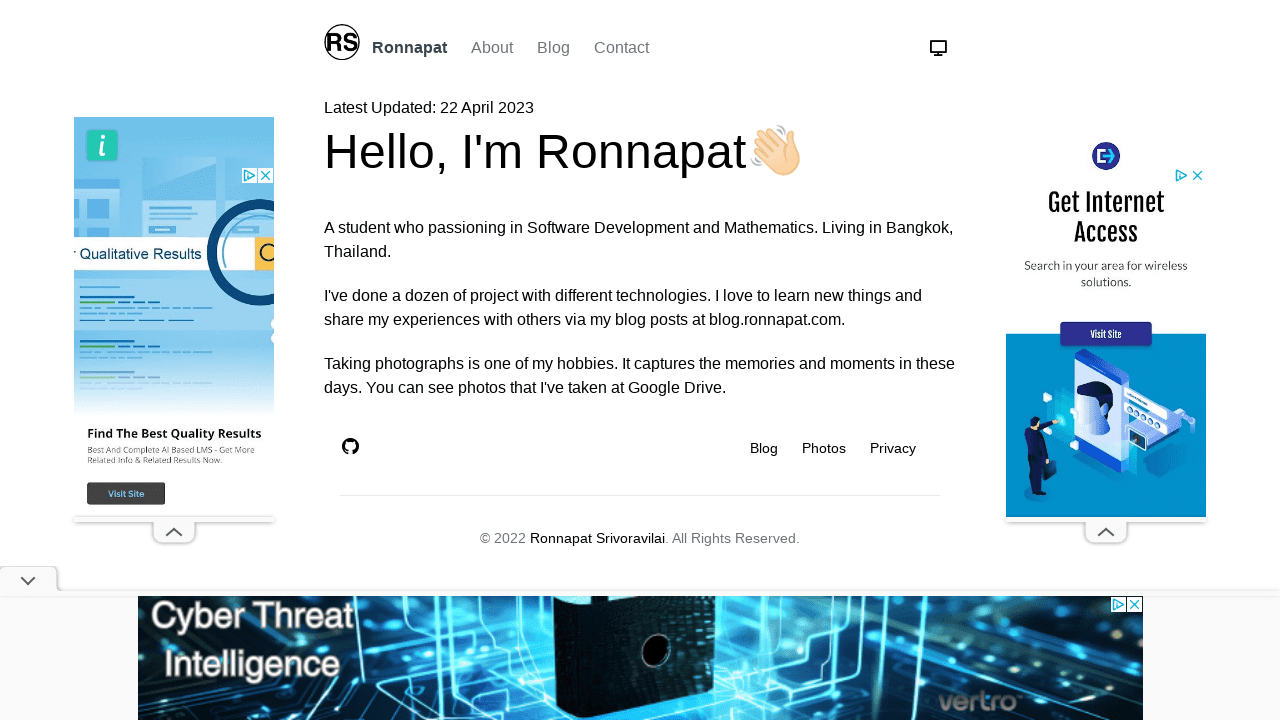 RS Ronnapat About Blog Contact
Latest Updated: 22 April 2023
Hello, I'm Ronnapat
A student who passioning in Software Development and Mathematics. Living in Bangkok,
Thailand.
I've done a dozen of project with different technologies. I love to learn new things and
share my experiences with others via my blog posts at blog.ronnapat.com.
Taking photographs is one of my hobbies. It captures the memories and moments in these
days. You can see photos that I've taken at Google Drive.
Blog Photos Privacy
© 2022 Ronnapat Srivoravilai. All Rights Reserved.
i
Qualitative Results
Find The Best Quality Results
Best And Complete AI Based LMS - Get More
Related Info & Related Results Now.
Visit Site
Get Internet
Access
Search in your area for wireless
solutions.
Visit Site
Cyber Threat
Intelligence
vertro